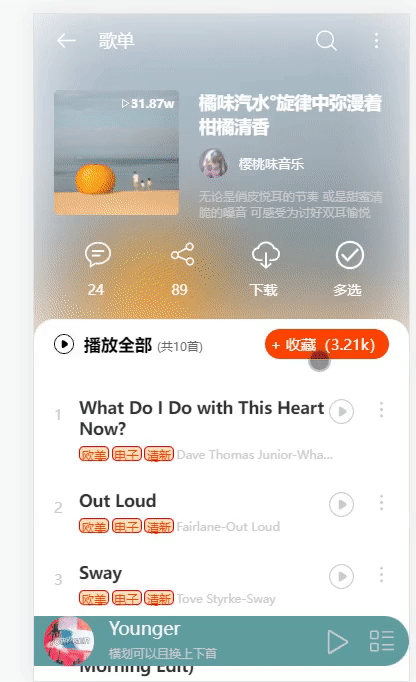 歌单
31.87w
橘味汽水°旋律中弥漫着
柑橘清香
樱桃味音乐
无论是俏皮悦耳的节奏 或是甜蜜清
脆的嗓音 可感受为讨好双耳愉悦
24
89
下载
多选
播放全部 (共10首)
+ 收藏 (3.21k)
1
What Do I Do with This Heart
Now?
欧美 电子 清新 Dave Thomas Junior-Wha...
2
Out Loud
欧美 电子 清新 Fairlane-Out Loud
3
Sway
欧美 电子 清新 Tove Styrke-Sway
Younger
横划可以且换上下首
Morning Edit)